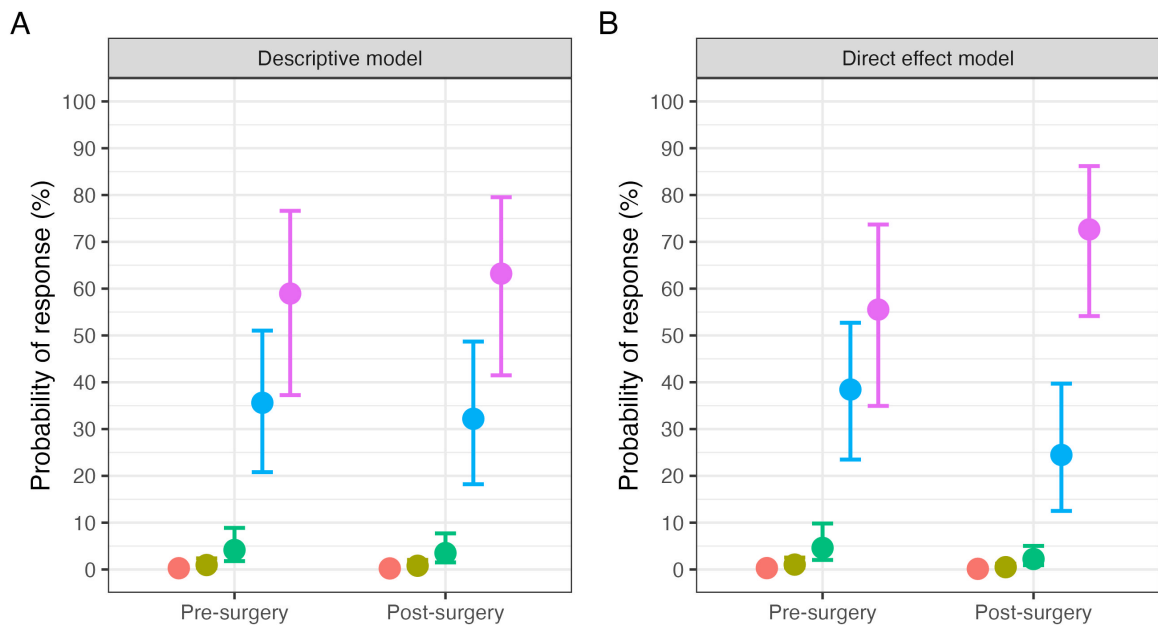 A
Descriptive model
Probability of response (%)
100
90
80
70
60
50
40
30
20
10
0
Pre-surgery
Post-surgery
B
Direct effect model
Probability of response (%)
100
90
80
70
60
50
40
30
20
10
0
Pre-surgery
Post-surgery